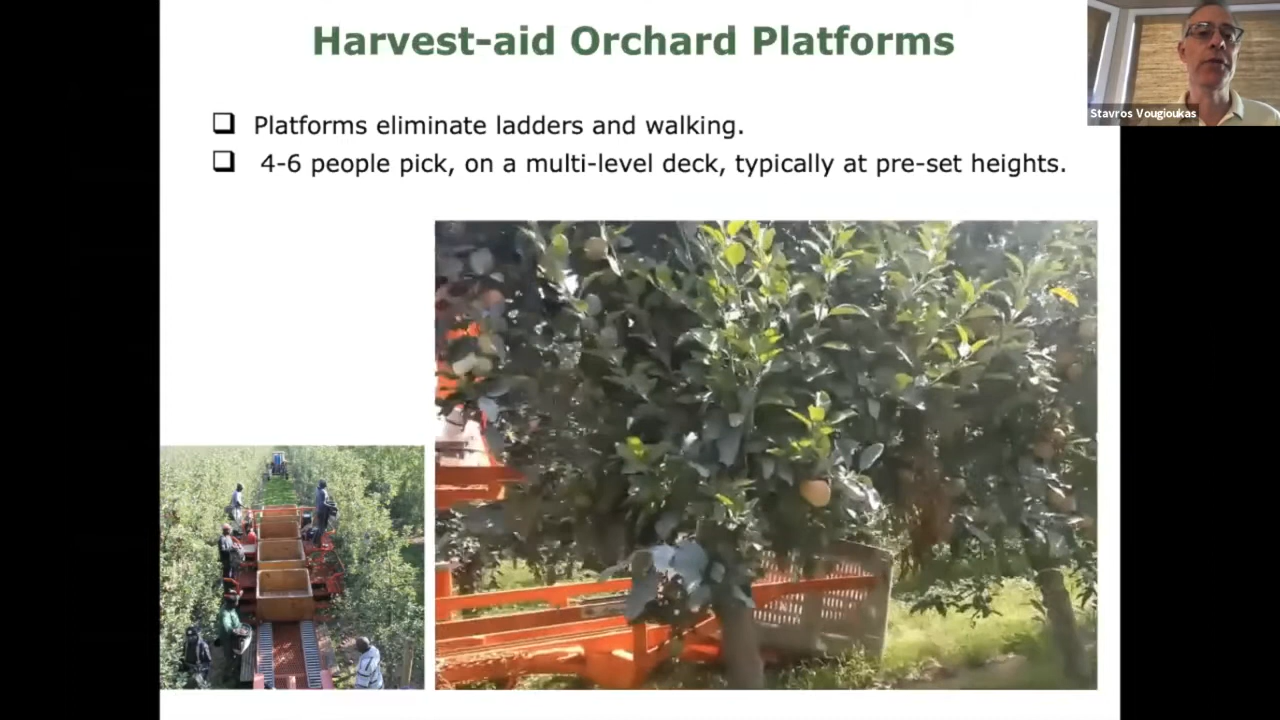 Harvest-aid Orchard Platforms
Stavros Vougioukas
Platforms eliminate ladders and walking.
4-6 people pick, on a multi-level deck, typically at pre-set heights.